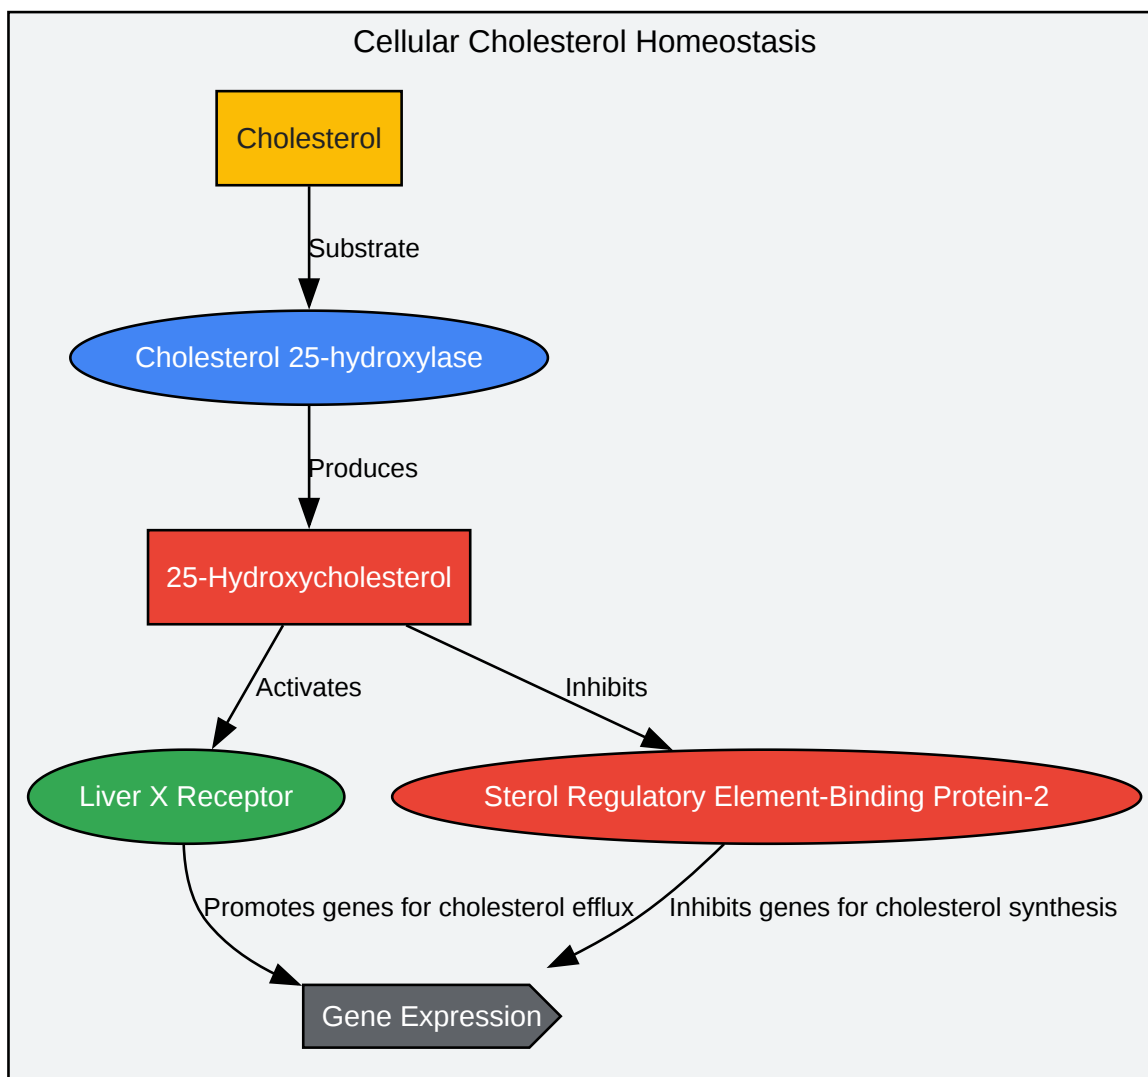 Cellular Cholesterol Homeostasis
Cholesterol
Substrate
Cholesterol 25-hydroxylase
Produces
25-Hydroxycholesterol
Activates
Inhibits
Liver X Receptor
Sterol Regulatory Element-Binding Protein-2
Promotes genes for cholesterol efflux
Inhibits genes for cholesterol synthesis
Gene Expression